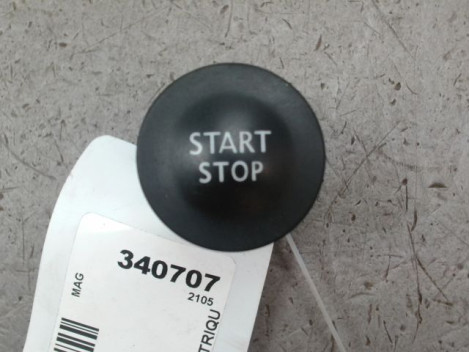 START
STOP
340707
2105
MAG
TRIQU